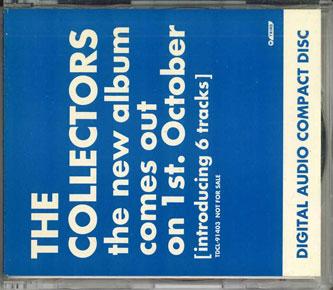 THE
COLLECTORS
the new album
comes out
on 1st. October
[introducing 6 tracks]
TDCL-91403 NOT FOR SALE
DIGITAL AUDIO COMPACT DISC